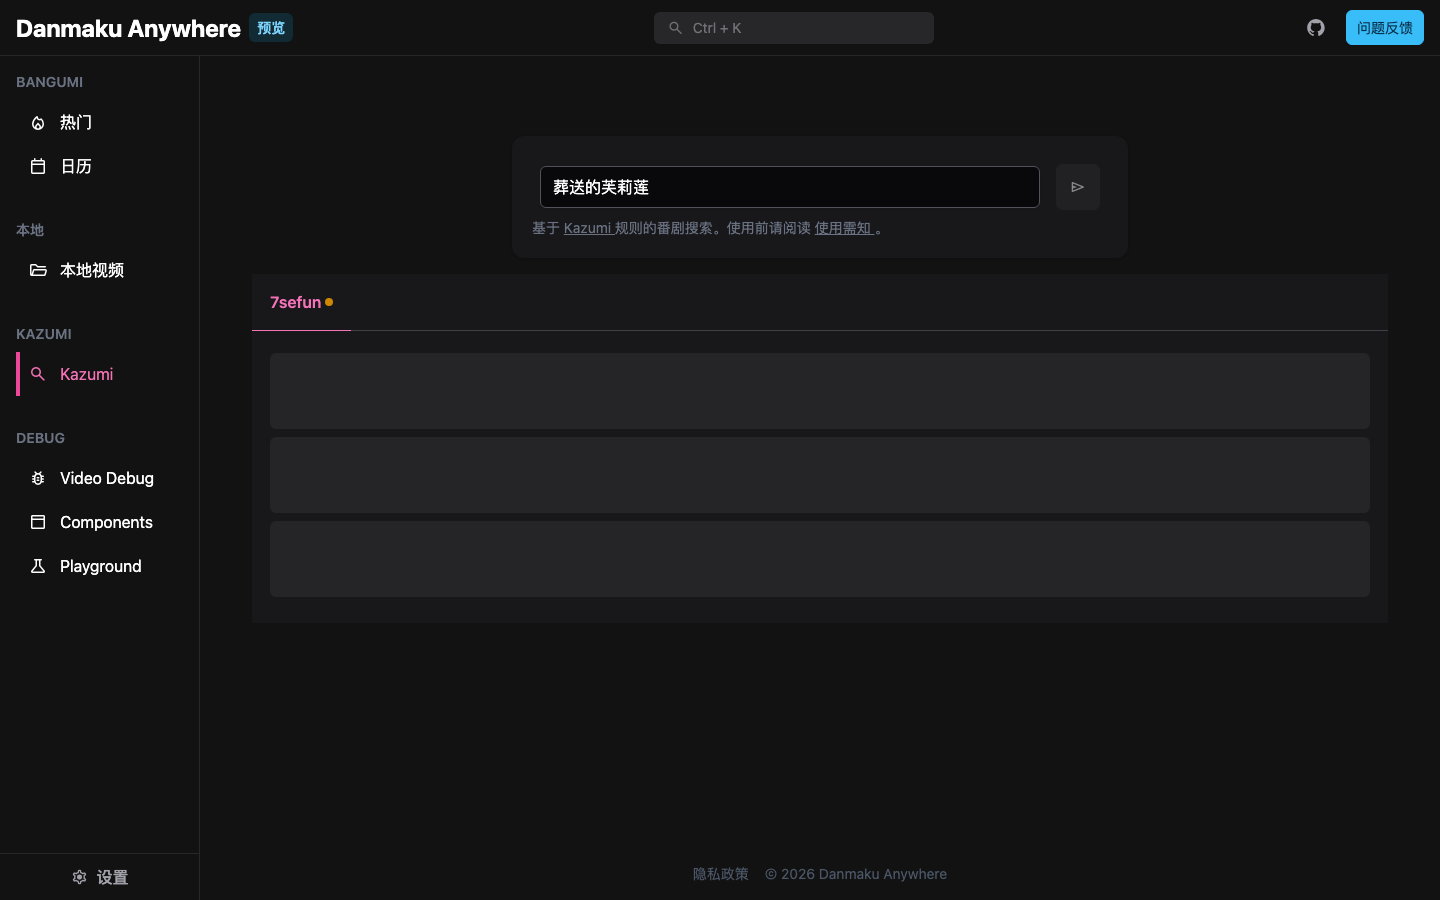 Danmaku Anywhere 预览
Ctrl + K
问题反馈
BANGUMI
热门
日历
本地
本地视频
KAZUMI
Kazumi
DEBUG
Video Debug
Components
Playground
设置
葬送的芙莉莲
基于 Kazumi 规则的番剧搜索。使用前请阅读 使用需知 。
7sefun
隐私政策 © 2026 Danmaku Anywhere